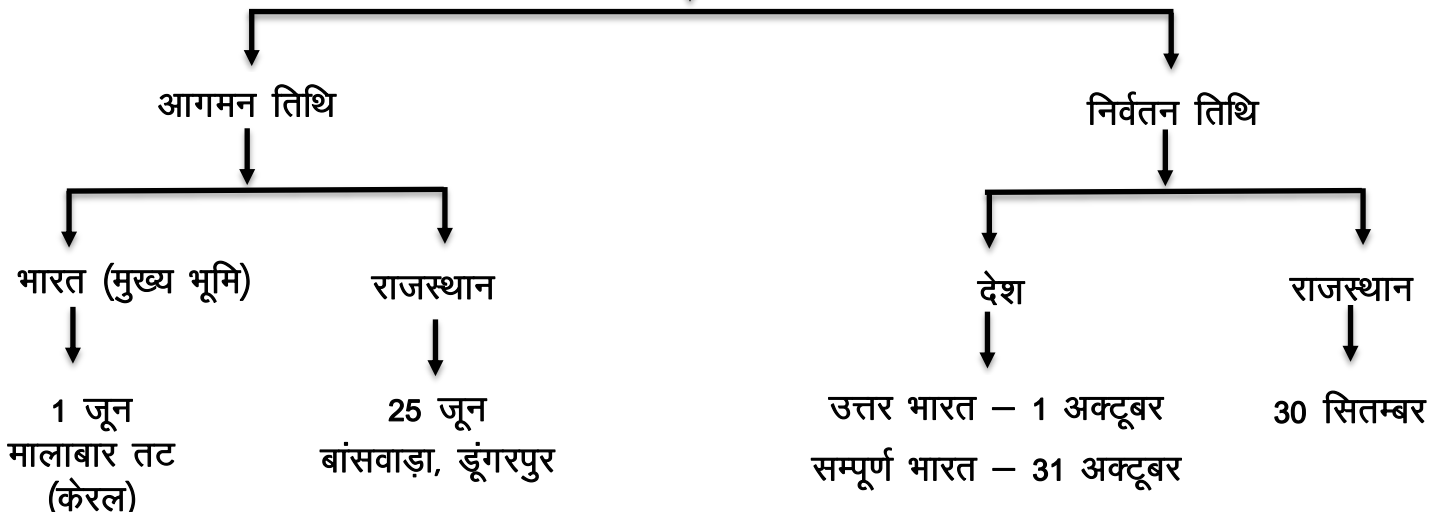 आगमन तिथि
निर्वतन तिथि
भारत (मुख्य भूमि)
राजस्थान
देश
राजस्थान
1 जून
मालाबार तट
(केरल)
25 जून
बांसवाड़ा, डूंगरपुर
उत्तर भारत – 1 अक्टूबर
सम्पूर्ण भारत – 31 अक्टूबर
30 सितम्बर